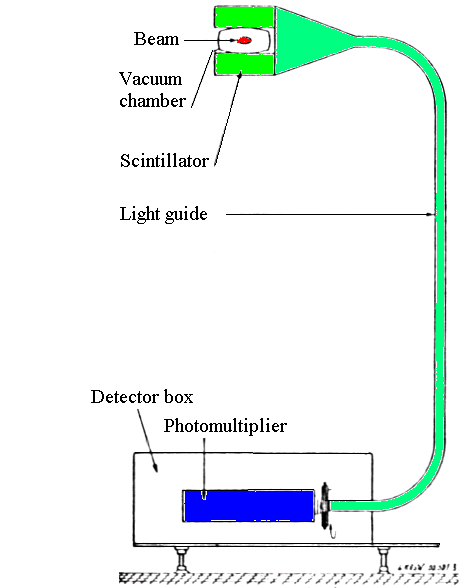 Beam
Vacuum
chamber
Scintillator
Light guide
Detector box
Photomultiplier